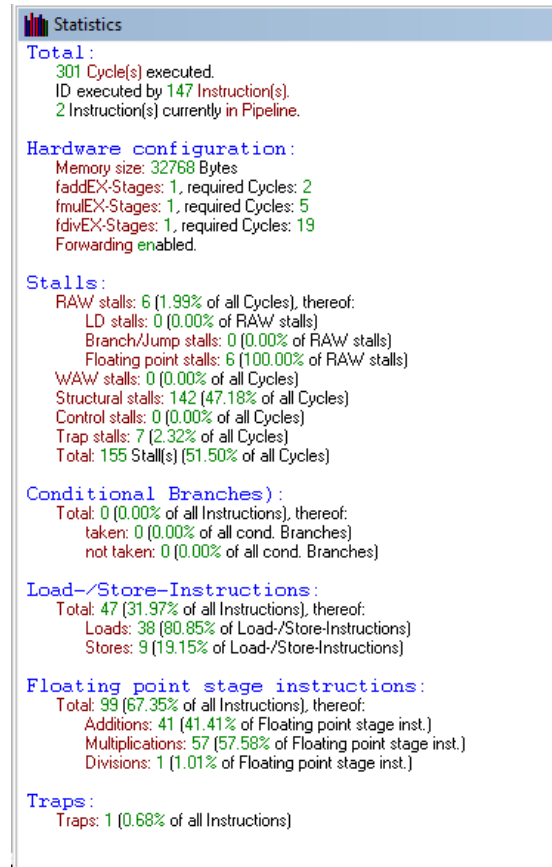 Statistics
Total:
301 Cycle(s) executed.
ID executed by 147 Instruction(s).
2 Instruction(s) currently in Pipeline.
Hardware configuration:
Memory size: 32768 Bytes
faddEX-Stages: 1, required Cycles: 2
fmulEX-Stages: 1, required Cycles: 5
fdivEX-Stages: 1, required Cycles: 19
Forwarding enabled.
Stalls:
RAW stalls: 6 (1.99% of all Cycles), thereof:
LD stalls: 0 (0.00% of RAW stalls)
Branch/Jump stalls: 0 (0.00% of RAW stalls)
Floating point stalls: 6 (100.00% of RAW stalls)
WAW stalls: 0 (0.00% of all Cycles)
Structural stalls: 142 (47.18% of all Cycles)
Control stalls: 0 (0.00% of all Cycles)
Trap stalls: 7 (2.32% of all Cycles)
Total: 155 Stall(s) (51.50% of all Cycles)
Conditional Branches):
Total: 0 (0.00% of all Instructions), thereof:
taken: 0 (0.00% of all cond. Branches)
not taken: 0 (0.00% of all cond. Branches)
Load-/Store-Instructions:
Total: 47 (31.97% of all Instructions), thereof:
Loads: 38 (80.85% of Load-/Store-Instructions)
Stores: 9 (19.15% of Load-/Store-Instructions)
Floating point stage instructions:
Total: 99 (67.35% of all Instructions), thereof:
Additions: 41 (41.41% of Floating point stage inst.)
Multiplications: 57 (57.58% of Floating point stage inst.)
Divisions: 1 (1.01% of Floating point stage inst.)
Traps:
Traps: 1 (0.68% of all Instructions)